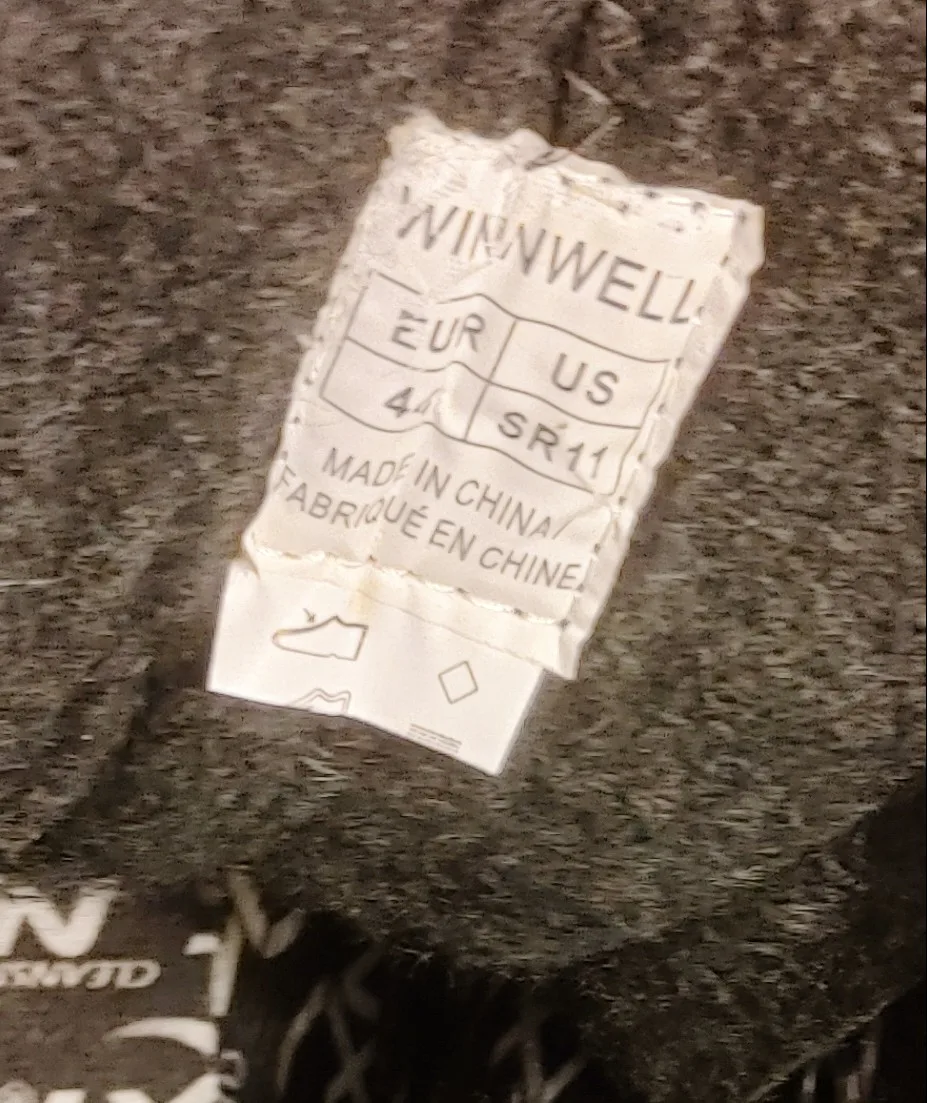 WINNWELL
EUR US
44 SR11
MADE IN CHINA/
FABRIQUÉ EN CHINE